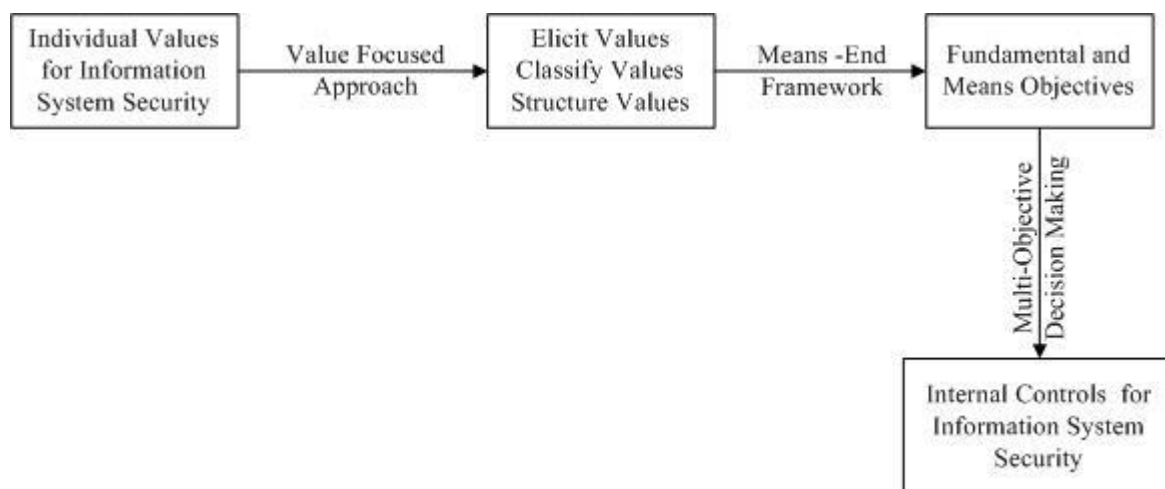 Individual Values
for Information
System Security
Value Focused
Approach
Elicit Values
Classify Values
Structure Values
Means -End
Framework
Fundamental and
Means Objectives
Multi-Objective
Decision Making
Internal Controls for
Information System
Security